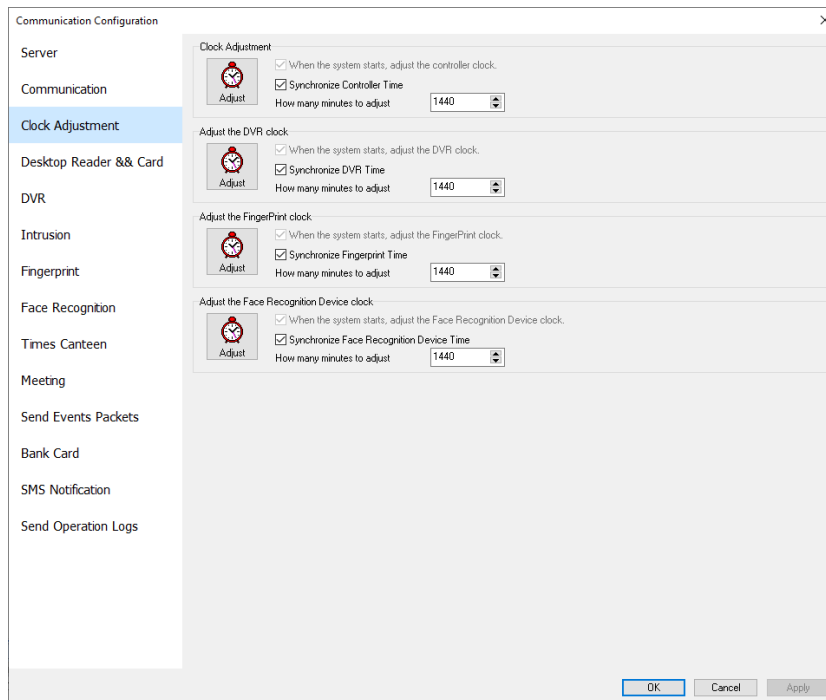 Communication Configuration
Server
Communication
Clock Adjustment
Desktop Reader && Card
DVR
Intrusion
Fingerprint
Face Recognition
Times Canteen
Meeting
Send Events Packets
Bank Card
SMS Notification
Send Operation Logs
Clock Adjustment
When the system starts, adjust the controller clock.
Synchronize Controller Time
Adjust
How many minutes to adjust 1440
Adjust the DVR clock
When the system starts, adjust the DVR clock.
Synchronize DVR Time
Adjust
How many minutes to adjust 1440
Adjust the FingerPrint clock
When the system starts, adjust the FingerPrint clock.
Synchronize Fingerprint Time
Adjust
How many minutes to adjust 1440
Adjust the Face Recognition Device clock
When the system starts, adjust the Face Recognition Device clock.
Synchronize Face Recognition Device Time
Adjust
How many minutes to adjust 1440
OK Cancel Apply